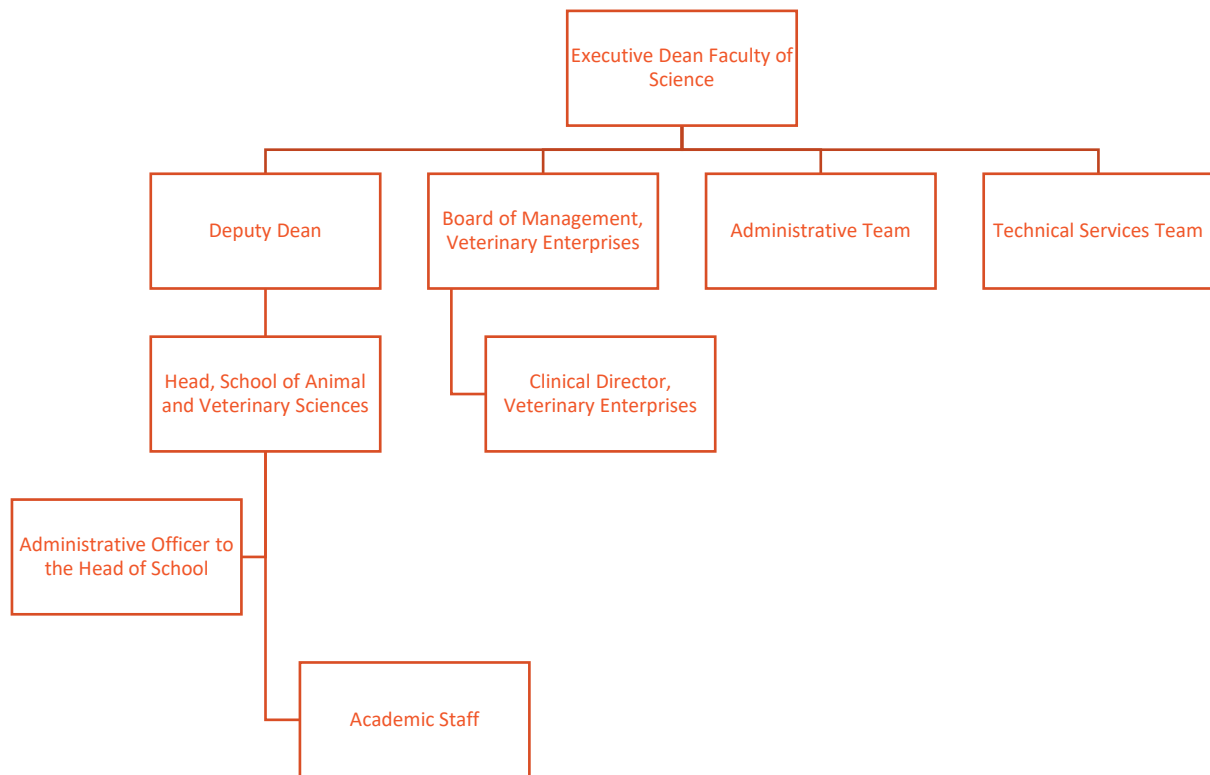 Executive Dean Faculty of
Science
Deputy Dean
Board of Management,
Veterinary Enterprises
Administrative Team
Technical Services Team
Head, School of Animal
and Veterinary Sciences
Clinical Director,
Veterinary Enterprises
Administrative Officer to
the Head of School
Academic Staff